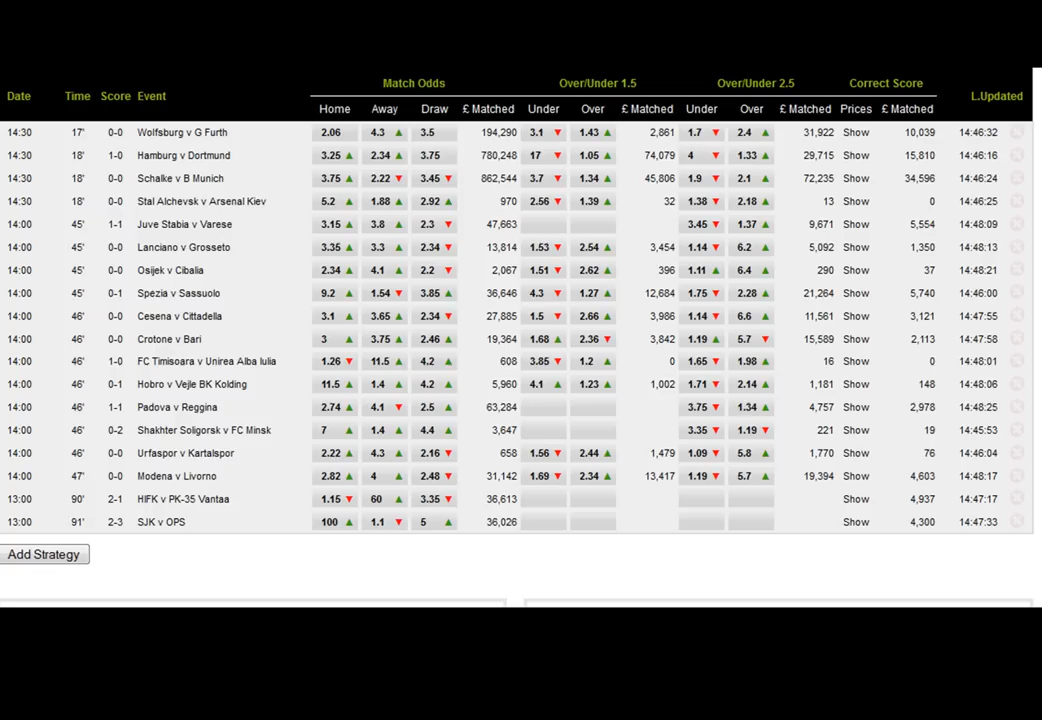 Match Odds Over/Under 1.5 Over/Under 2.5 Correct Score
Date Time Score Event L.Updated
Home Away Draw £ Matched Under Over £ Matched Under Over £ Matched Prices £ Matched
14:30 17' 0-0 Wolfsburg v G Furth 2.06 4.3 3.5 194,290 3.1 1.43 2,861 1.7 2.4 31,922 Show 10,039 14:46:32
14:30 18' 1-0 Hamburg v Dortmund 3.25 2.34 3.75 780,248 17 1.05 74,079 4 1.33 29,715 Show 15,810 14:46:16
14:30 18' 0-0 Schalke v B Munich 3.75 2.22 3.45 862,544 3.7 1.34 45,806 1.9 2.1 72,235 Show 34,596 14:46:24
14:30 18' 0-0 Stal Alchevsk v Arsenal Kiev 5.2 1.88 2.92 970 2.56 1.39 32 1.38 2.18 13 Show 0 14:46:25
14:00 45' 1-1 Juve Stabia v Varese 3.15 3.8 2.3 47,663 3.45 1.37 9,671 Show 5,554 14:48:09
14:00 45' 0-0 Lanciano v Grosseto 3.35 3.3 2.34 13,814 1.53 2.54 3,454 1.14 6.2 5,092 Show 1,350 14:48:13
14:00 45' 0-0 Osijek v Cibalia 2.34 4.1 2.2 2,067 1.51 2.62 396 1.11 6.4 290 Show 37 14:48:21
14:00 45' 0-1 Spezia v Sassuolo 9.2 1.54 3.85 36,646 4.3 1.27 12,684 1.75 2.28 21,264 Show 5,740 14:46:00
14:00 46' 0-0 Cesena v Cittadella 3.1 3.65 2.34 27,885 1.5 2.66 3,986 1.14 6.6 11,561 Show 3,121 14:47:55
14:00 46' 0-0 Crotone v Bari 3 3.75 2.46 19,364 1.68 2.36 3,842 1.19 5.7 15,589 Show 2,113 14:47:58
14:00 46' 1-0 FC Timisoara v Unirea Alba Iulia 1.26 11.5 4.2 608 3.85 1.2 0 1.65 1.98 16 Show 0 14:48:01
14:00 46' 0-1 Hobro v Vejle BK Kolding 11.5 1.4 4.2 5,960 4.1 1.23 1,002 1.71 2.14 1,181 Show 148 14:48:06
14:00 46' 1-1 Padova v Reggina 2.74 4.1 2.5 63,284 3.75 1.34 4,757 Show 2,978 14:48:25
14:00 46' 0-2 Shakhter Soligorsk v FC Minsk 7 1.4 4.4 3,647 3.35 1.19 221 Show 19 14:45:53
14:00 46' 0-0 Urfaspor v Kartalspor 2.22 4.3 2.16 658 1.56 2.44 1,479 1.09 5.8 1,770 Show 76 14:46:04
14:00 47' 0-0 Modena v Livorno 2.82 4 2.48 31,142 1.69 2.34 13,417 1.19 5.7 19,394 Show 4,603 14:48:17
13:00 90' 2-1 HIFK v PK-35 Vantaa 1.15 60 3.35 36,613 Show 4,937 14:47:17
13:00 91' 2-3 SJK v OPS 100 1.1 5 36,026 Show 4,300 14:47:33
Add Strategy